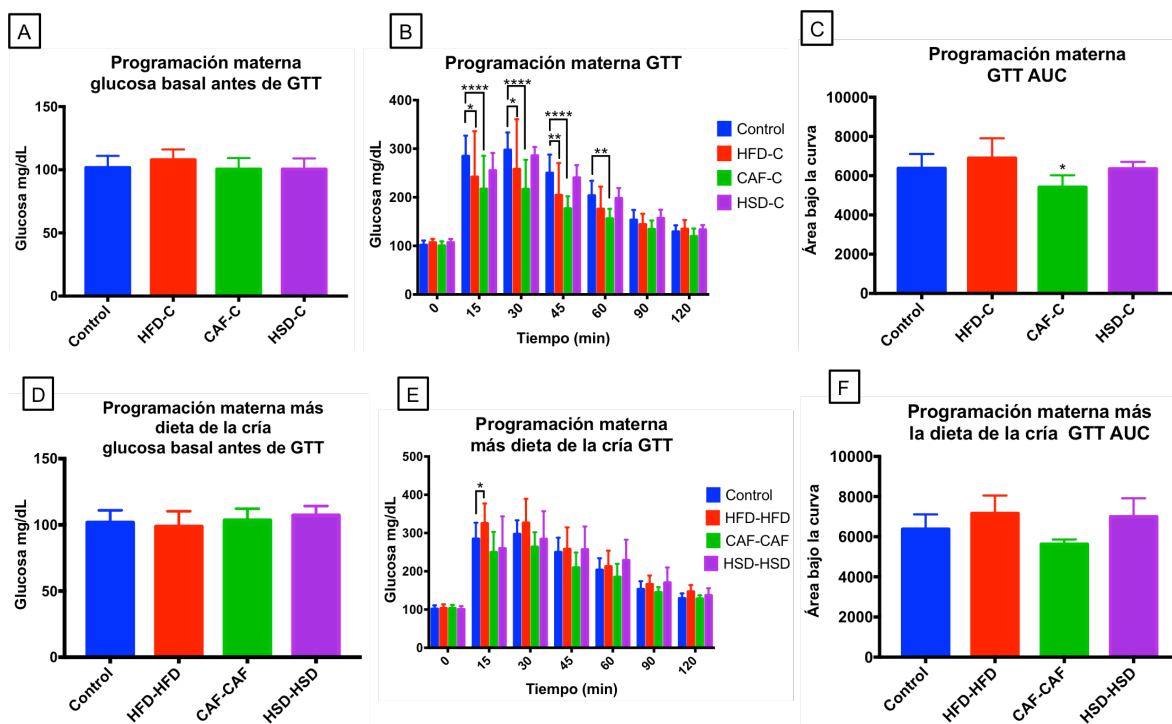 A
Programación materna
glucosa basal antes de GTT
Glucosa mg/dL
150
100
50
0
Control
HFD-C
CAF-C
HSD-C
B
Programación materna GTT
Glucosa mg/dL
400
300
200
100
0
****
*
****
*
****
**
**
Control
HFD-C
CAF-C
HSD-C
0
15
30
45
60
90
120
Tiempo (min)
C
Programación materna
GTT AUC
Área bajo la curva
10000
8000
6000
4000
2000
0
*
Control
HFD-C
CAF-C
HSD-C
D
Programación materna más
dieta de la cría
glucosa basal antes de GTT
Glucosa mg/dL
150
100
50
0
Control
HFD-HFD
CAF-CAF
HSD-HSD
E
Programación materna
más dieta de la cría GTT
Glucosa mg/dL
500
400
300
200
100
0
*
Control
HFD-HFD
CAF-CAF
HSD-HSD
0
15
30
45
60
90
120
Tiempo (min)
F
Programación materna más
la dieta de la cría GTT AUC
Área bajo la curva
10000
8000
6000
4000
2000
0
Control
HFD-HFD
CAF-CAF
HSD-HSD